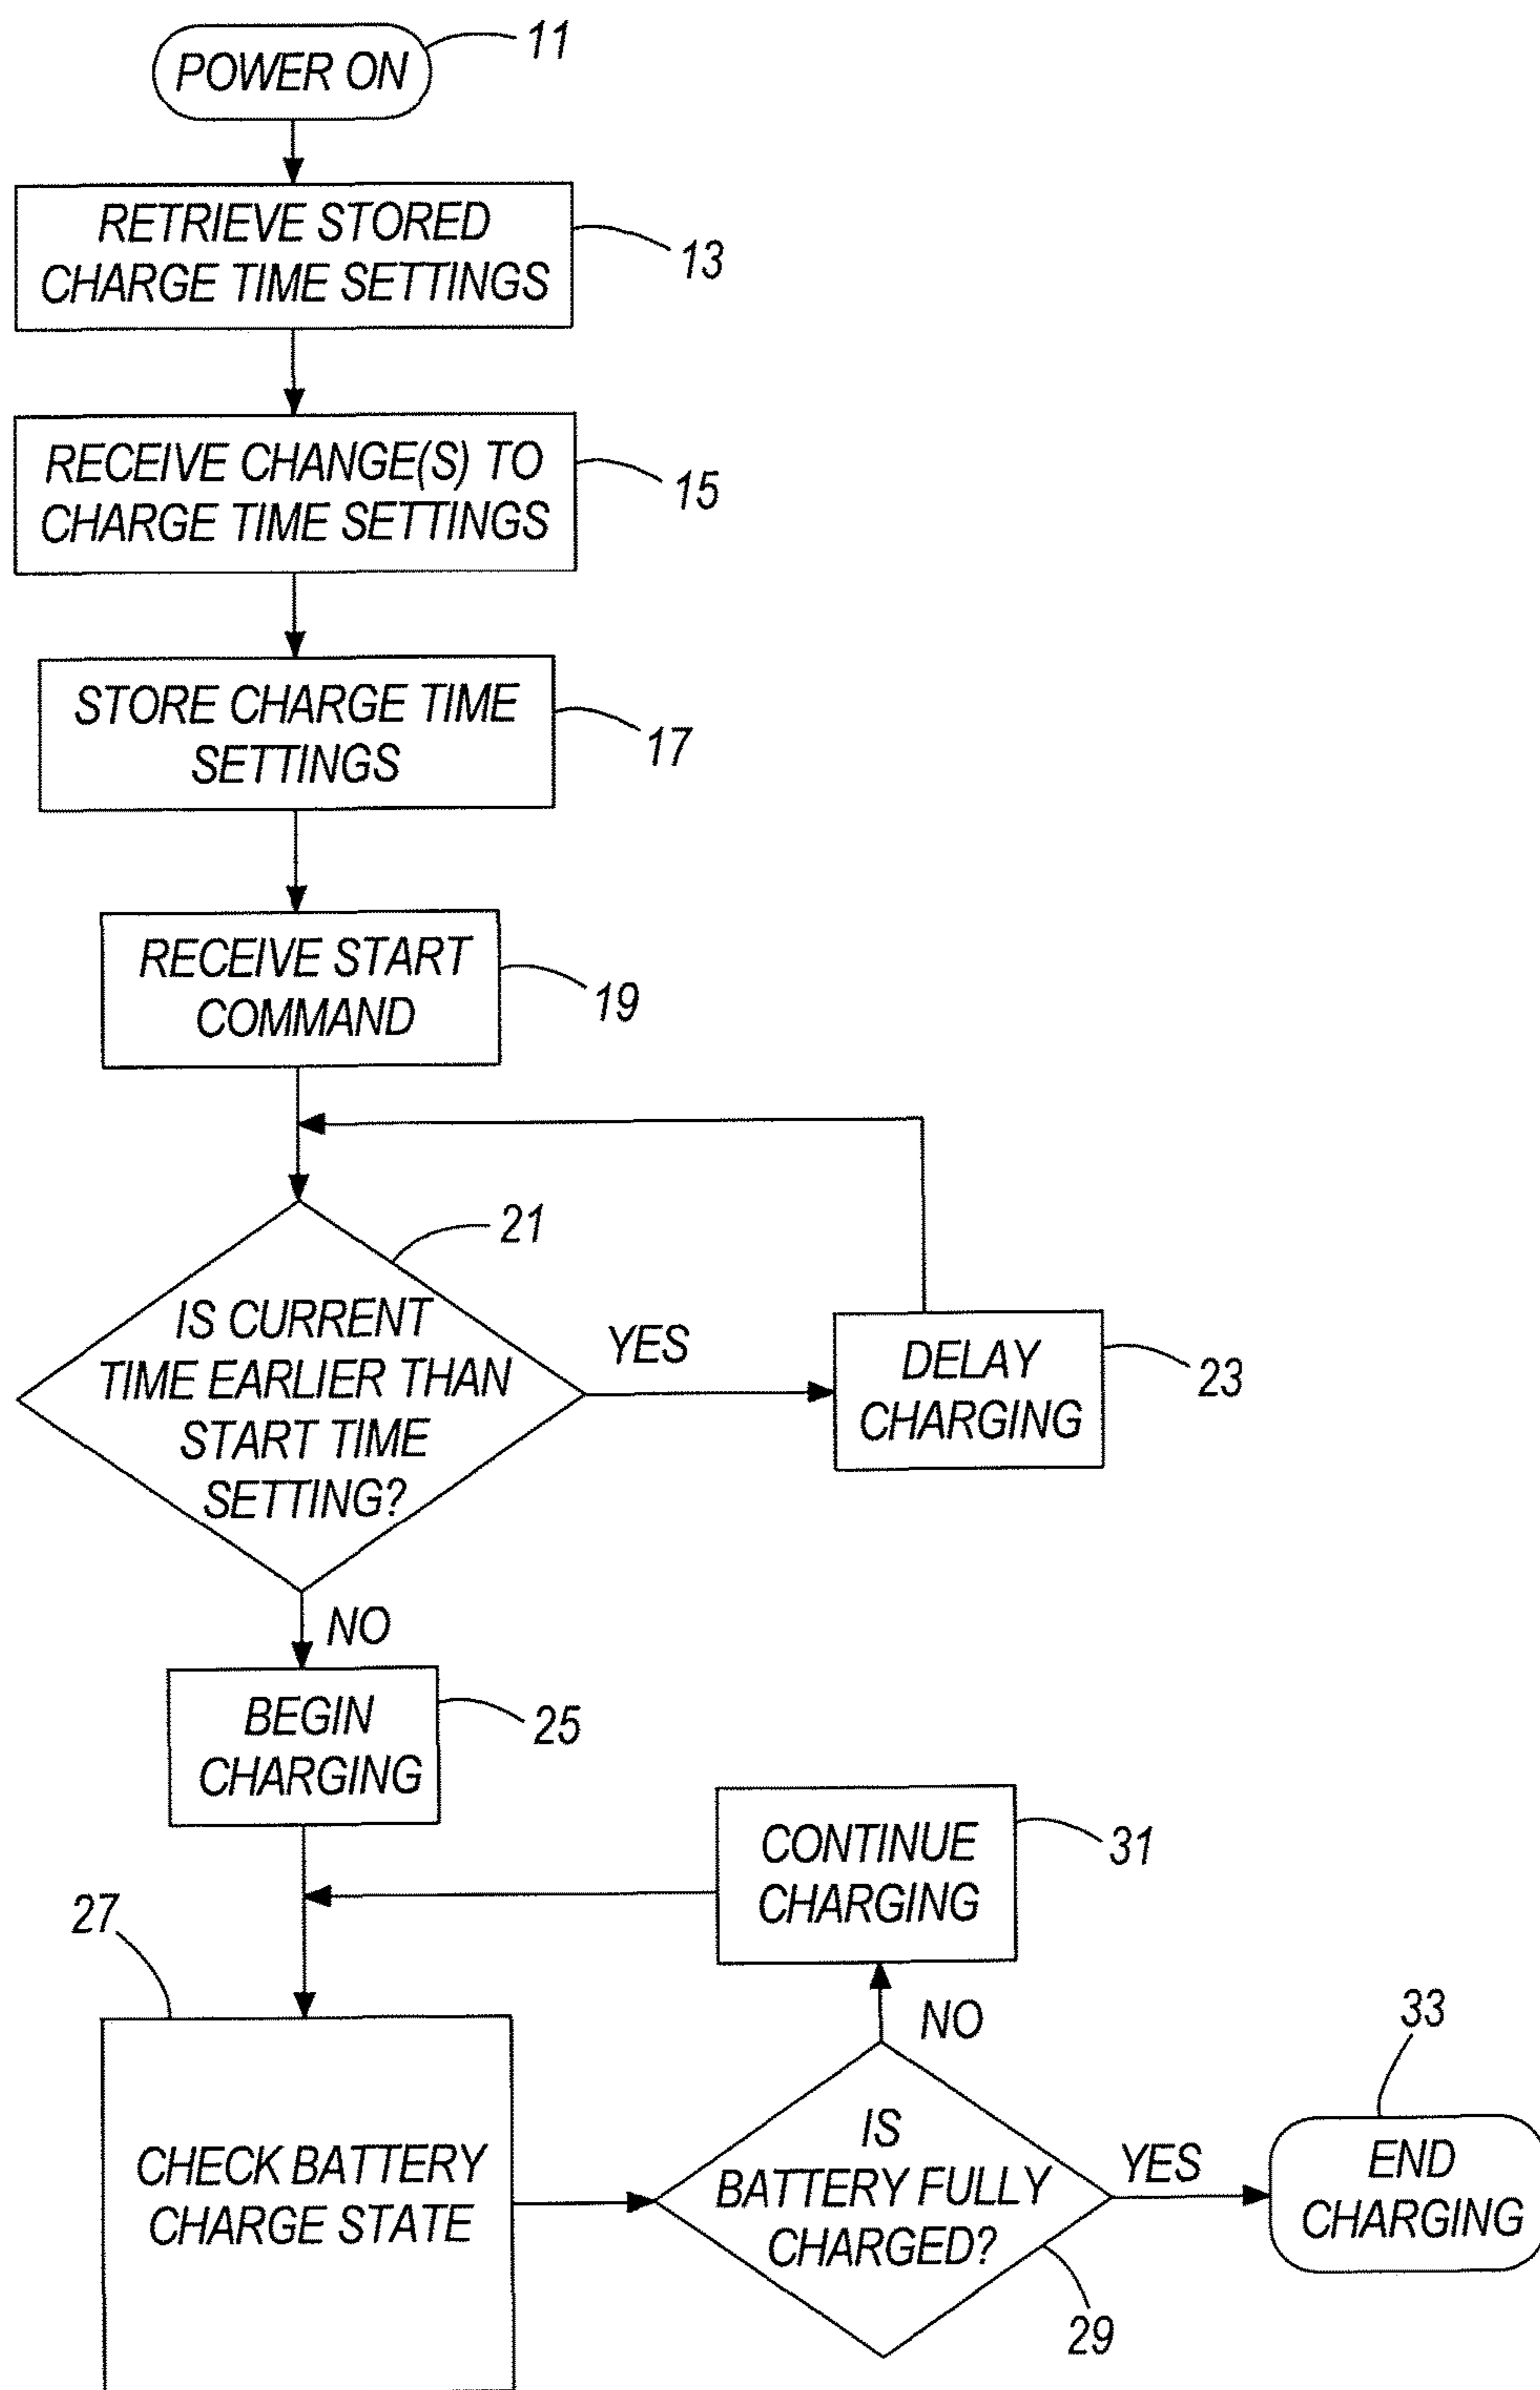 POWER ON
11
RETRIEVE STORED
CHARGE TIME SETTINGS
13
RECEIVE CHANGE(S) TO
CHARGE TIME SETTINGS
15
STORE CHARGE TIME
SETTINGS
17
RECEIVE START
COMMAND
19
21
IS CURRENT
TIME EARLIER THAN
START TIME
SETTING?
YES
DELAY
CHARGING
23
NO
BEGIN
CHARGING
25
CONTINUE
CHARGING
31
27
CHECK BATTERY
CHARGE STATE
NO
IS
BATTERY FULLY
CHARGED?
29
YES
33
END
CHARGING